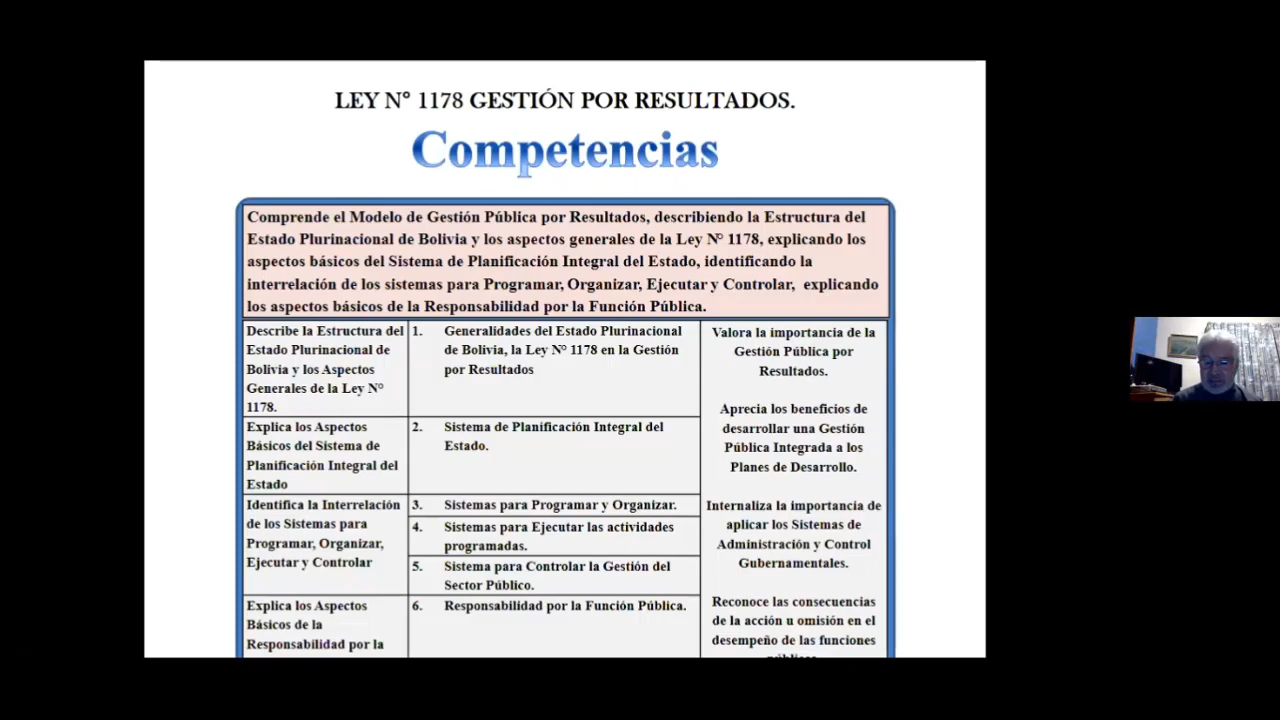 LEY N° 1178 GESTIÓN POR RESULTADOS.
Competencias
Comprende el Modelo de Gestión Pública por Resultados, describiendo la Estructura del
Estado Plurinacional de Bolivia y los aspectos generales de la Ley N° 1178, explicando los
aspectos básicos del Sistema de Planificación Integral del Estado, identificando la
interrelación de los sistemas para Programar, Organizar, Ejecutar y Controlar, explicando
los aspectos básicos de la Responsabilidad por la Función Pública.
Describe la Estructura del
Estado Plurinacional de
Bolivia y los Aspectos
Generales de la Ley N°
1178.
1. Generalidades del Estado Plurinacional
de Bolivia, la Ley N° 1178 en la Gestión
por Resultados
Explica los Aspectos
Básicos del Sistema de
Planificación Integral del
Estado
2. Sistema de Planificación Integral del
Estado.
Identifica la Interrelación
de los Sistemas para
Programar, Organizar,
Ejecutar y Controlar
3. Sistemas para Programar y Organizar.
4. Sistemas para Ejecutar las actividades
programadas.
5. Sistema para Controlar la Gestión del
Sector Público.
Explica los Aspectos
Básicos de la
Responsabilidad por la
6. Responsabilidad por la Función Pública.
Valora la importancia de la
Gestión Pública por
Resultados.
Aprecia los beneficios de
desarrollar una Gestión
Pública Integrada a los
Planes de Desarrollo.
Internaliza la importancia de
aplicar los Sistemas de
Administración y Control
Gubernamentales.
Reconoce las consecuencias
de la acción u omisión en el
desempeño de las funciones